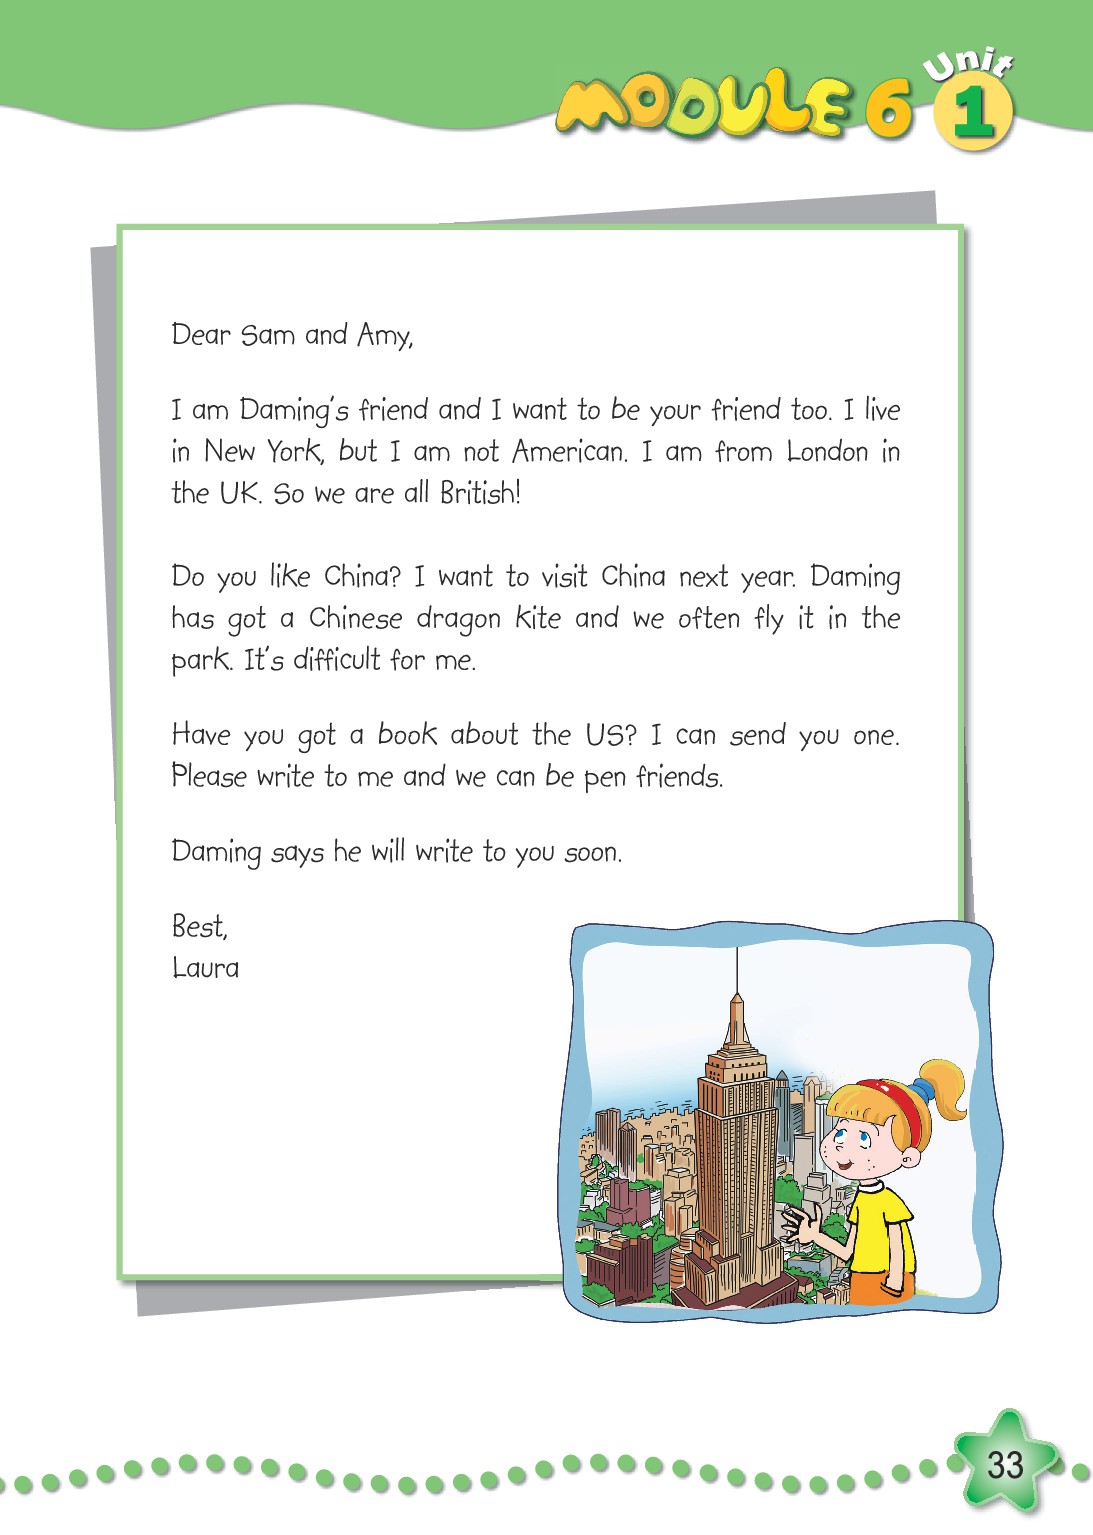 MODULE 6 Unit 1
Dear Sam and Amy,
I am Daming's friend and I want to be your friend too. I live
in New York, but I am not American. I am from London in
the UK. So we are all British!
Do you like China? I want to visit China next year. Daming
has got a Chinese dragon kite and we often fly it in the
park. It's difficult for me.
Have you got a book about the US? I can send you one.
Please write to me and we can be pen friends.
Daming says he will write to you soon.
Best,
Laura
33